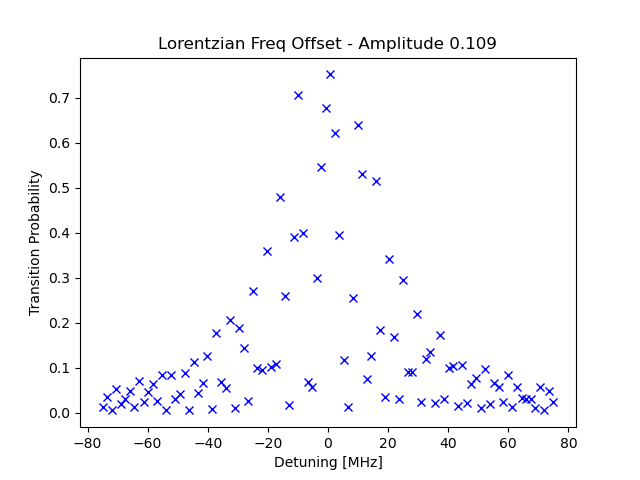 Lorentzian Freq Offset - Amplitude 0.109
Transition Probability
0.7
0.6
0.5
0.4
0.3
0.2
0.1
0.0
−80 −60 −40 −20 0 20 40 60 80
Detuning [MHz]